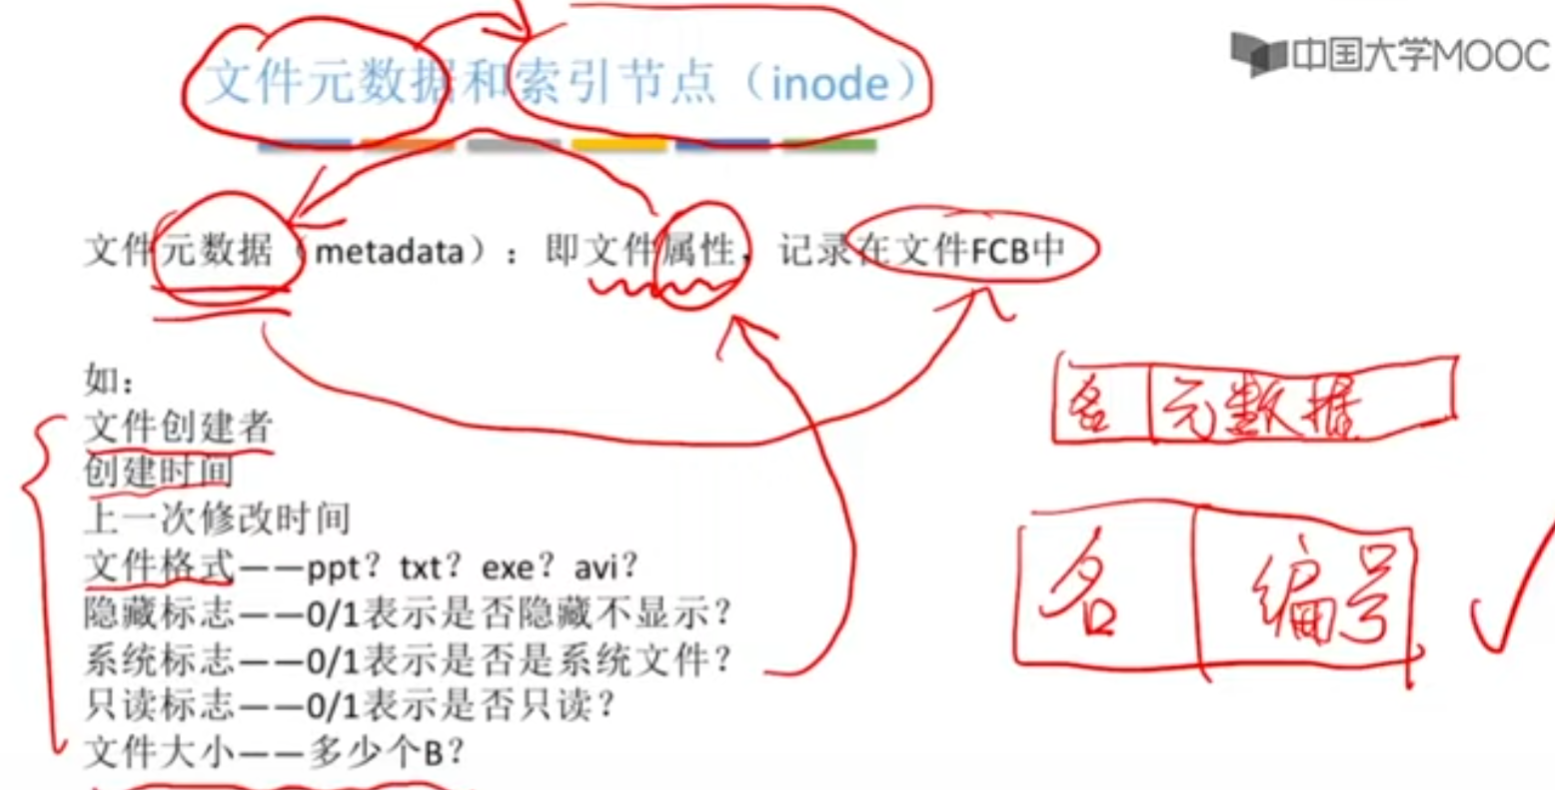 中国大学MOOC
文件元数据和索引节点（inode）
文件元数据（metadata）：即文件属性，记录在文件FCB中
如：
文件创建者
创建时间
上一次修改时间
文件格式——ppt？txt？exe？avi？
隐藏标志——0/1表示是否隐藏不显示？
系统标志——0/1表示是否是系统文件？
只读标志——0/1表示是否只读？
文件大小——多少个B？
名 元数据
名 编号